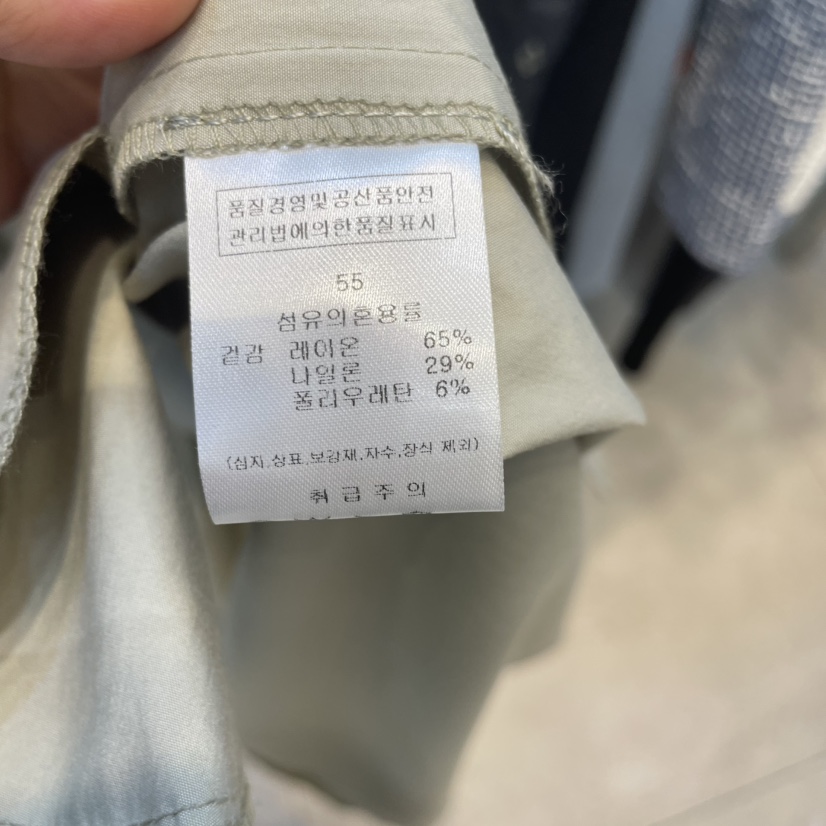 품질경영및공산품안전
관리법에의한품질표시
55
섬유의혼용률
겉감 레이온 65%
나일론 29%
폴리우레탄 6%
(심지,상표,보강재,자수,장식 제외)
취급주의